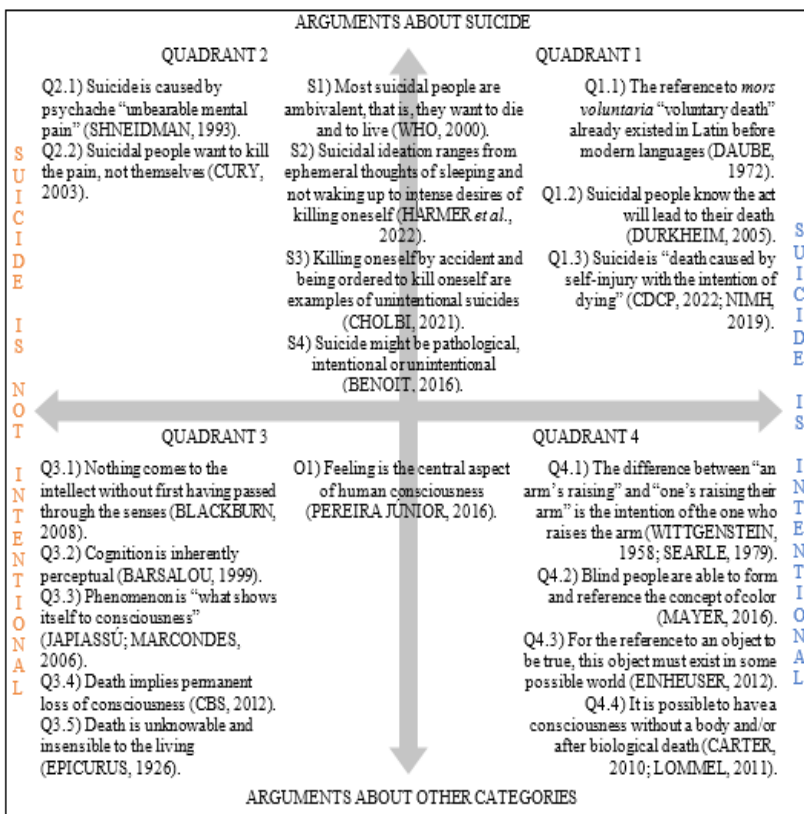 ARGUMENTS ABOUT SUICIDE
QUADRANT 2
Q2.1) Suicide is caused by
psychache "unbearable mental
pain" (SHNEIDMAN, 1993).
Q2.2) Suicidal people want to kill
the pain, not themselves (CURY,
2003).
S1) Most suicidal people are
ambivalent, that is, they want to die
and to live (WHO, 2000).
S2) Suicidal ideation ranges from
ephemeral thoughts of sleeping and
not waking up to intense desires of
killing oneself (HARMER et al.,
2022).
S3) Killing oneself by accident and
being ordered to kill oneself are
examples of unintentional suicides
(CHOLBI, 2021).
S4) Suicide might be pathological,
intentional or unintentional
(BENOIT, 2016).
QUADRANT 1
Q1.1) The reference to mors
voluntaria "voluntary death"
already existed in Latin before
modern languages (DAUBE,
1972).
Q1.2) Suicidal people know the act
will lead to their death
(DURKHEIM, 2005).
Q1.3) Suicide is "death caused by
self-injury with the intention of
dying" (CDCP, 2022; NIMH,
2019).
SUICIDE IS NOT INTENTIONAL
SUICIDE IS INTENTIONAL
QUADRANT 3
Q3.1) Nothing comes to the
intellect without first having passed
through the senses (BLACKBURN,
2008).
Q3.2) Cognition is inherently
perceptual (BARSALOU, 1999).
Q3.3) Phenomenon is "what shows
itself to consciousness"
(JAPIASSÚ; MARCONDES,
2006).
Q3.4) Death implies permanent
loss of consciousness (CBS, 2012).
Q3.5) Death is unknowable and
insensible to the living
(EPICURUS, 1926).
O1) Feeling is the central aspect
of human consciousness
(PEREIRA JÚNIOR, 2016).
QUADRANT 4
Q4.1) The difference between "an
arm's raising" and "one's raising their
arm" is the intention of the one who
raises the arm (WITTGENSTEIN,
1958; SEARLE, 1979).
Q4.2) Blind people are able to form
and reference the concept of color
(MAYER, 2016).
Q4.3) For the reference to an object to
be true, this object must exist in some
possible world (EINHEUSER, 2012).
Q4.4) It is possible to have a
consciousness without a body and/or
after biological death (CARTER,
2010; LOMMEL, 2011).
ARGUMENTS ABOUT OTHER CATEGORIES